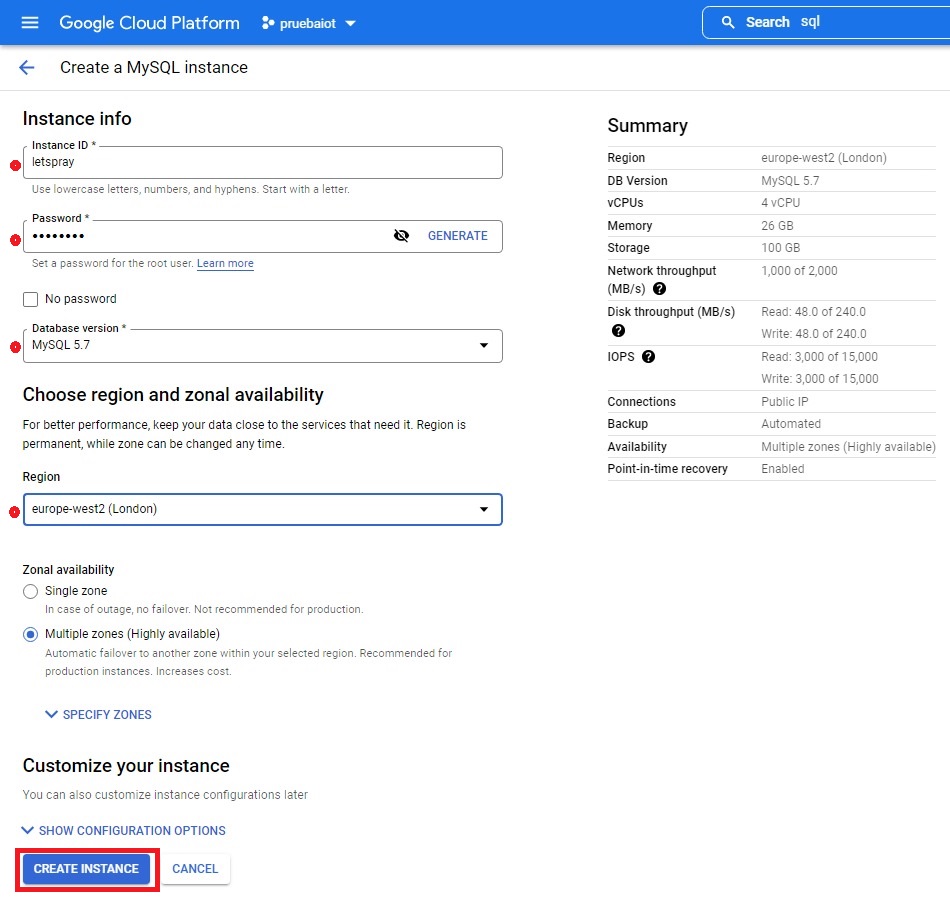 Google Cloud Platform
pruebaiot
Search sql
Create a MySQL instance
Instance info
Instance ID *
letspray
Use lowercase letters, numbers, and hyphens. Start with a letter.
Password *
••••••••
GENERATE
Set a password for the root user. Learn more
No password
Database version *
MySQL 5.7
Choose region and zonal availability
For better performance, keep your data close to the services that need it. Region is
permanent, while zone can be changed any time.
Region
europe-west2 (London)
Zonal availability
Single zone
In case of outage, no failover. Not recommended for production.
Multiple zones (Highly available)
Automatic failover to another zone within your selected region. Recommended for
production instances. Increases cost.
SPECIFY ZONES
Customize your instance
You can also customize instance configurations later
SHOW CONFIGURATION OPTIONS
CREATE INSTANCE
CANCEL
Summary
Region europe-west2 (London)
DB Version MySQL 5.7
vCPUs 4 vCPU
Memory 26 GB
Storage 100 GB
Network throughput 1,000 of 2,000
(MB/s) ?
Disk throughput (MB/s) Read: 48.0 of 240.0
? Write: 48.0 of 240.0
IOPS ? Read: 3,000 of 15,000
Write: 3,000 of 15,000
Connections Public IP
Backup Automated
Availability Multiple zones (Highly available)
Point-in-time recovery Enabled